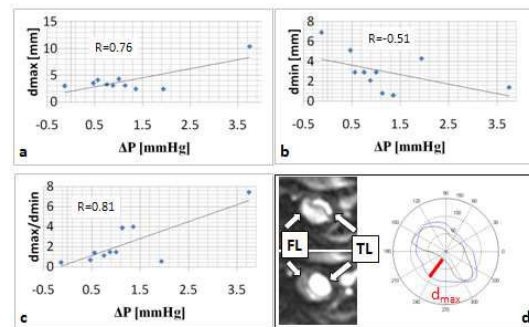 15
10
5
0
dmax [mm]
R=0.76
-0.5 0.5 1.5 2.5 3.5
ΔP [mmHg]
a
8
6
4
2
0
dmin [mm]
R=-0.51
-0.5 0.5 1.5 2.5 3.5
ΔP [mmHg]
b
8
6
4
2
0
dmax/dmin
R=0.81
-0.5 0.5 1.5 2.5 3.5
ΔP [mmHg]
c
FL
TL
dmax
d